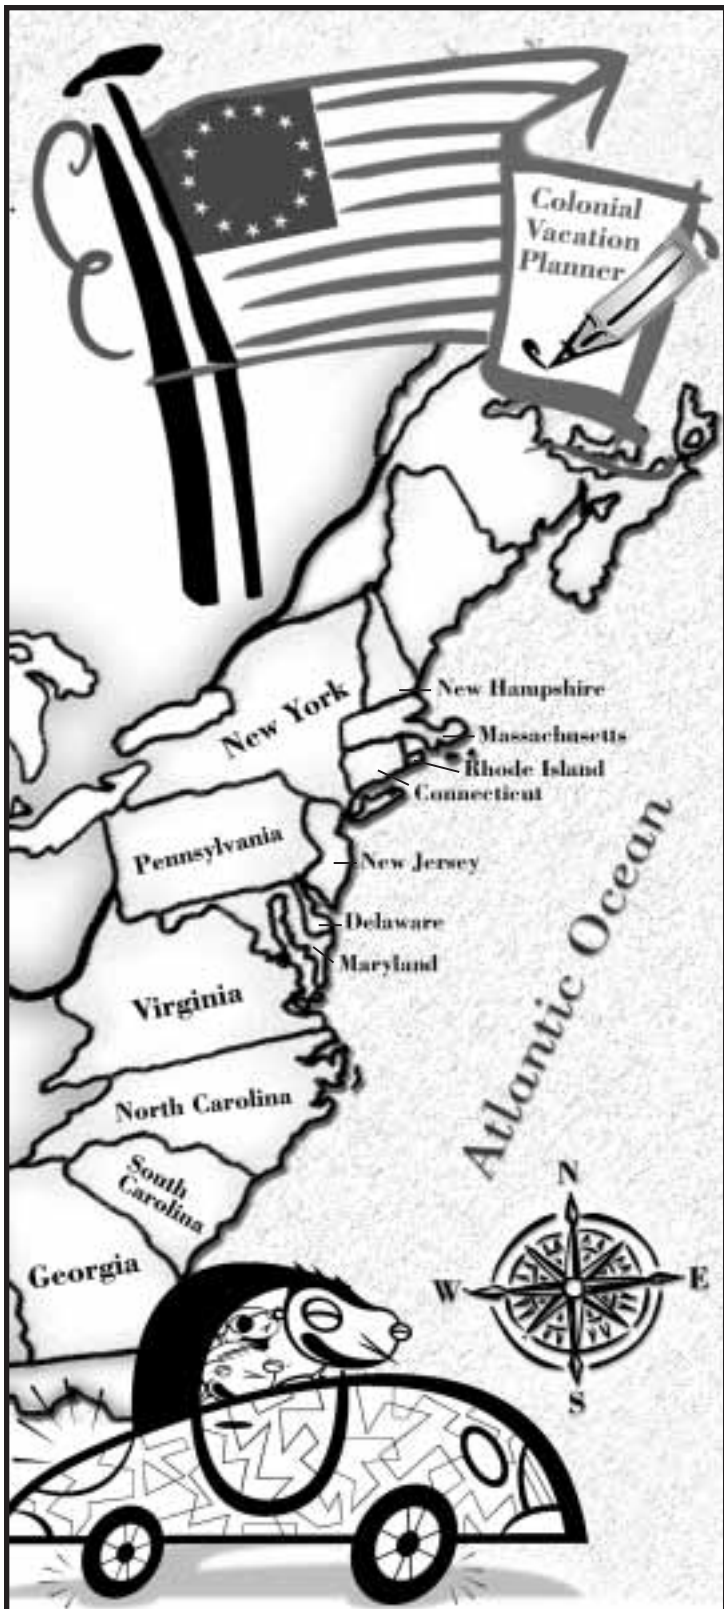 Colonial
Vacation
Planner
New York
New Hampshire
Massachusetts
Rhode Island
Connecticut
Pennsylvania
New Jersey
Delaware
Maryland
Virginia
Atlantic Ocean
North Carolina
South
Carolina
Georgia
N
W
E
S